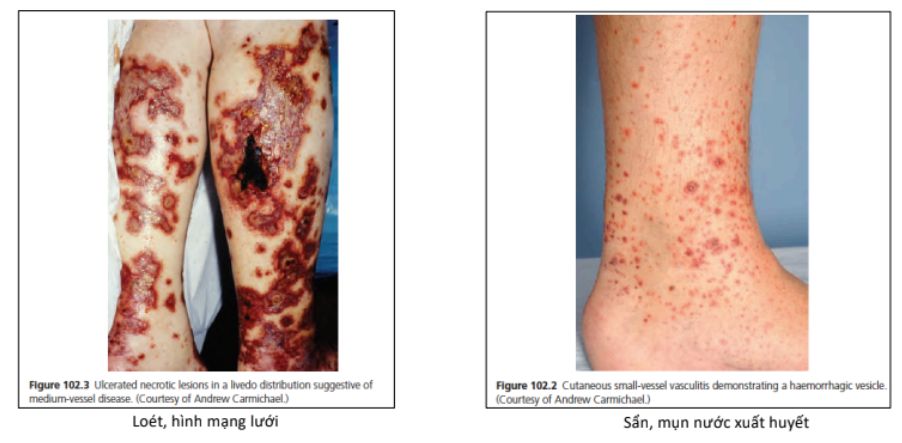 Figure 102.3 Ulcerated necrotic lesions in a livedo distribution suggestive of
medium-vessel disease. (Courtesy of Andrew Carmichael.)
Loét, hình mạng lưới
Figure 102.2 Cutaneous small-vessel vasculitis demonstrating a haemorrhagic vesicle.
(Courtesy of Andrew Carmichael.)
Sẩn, mụn nước xuất huyết